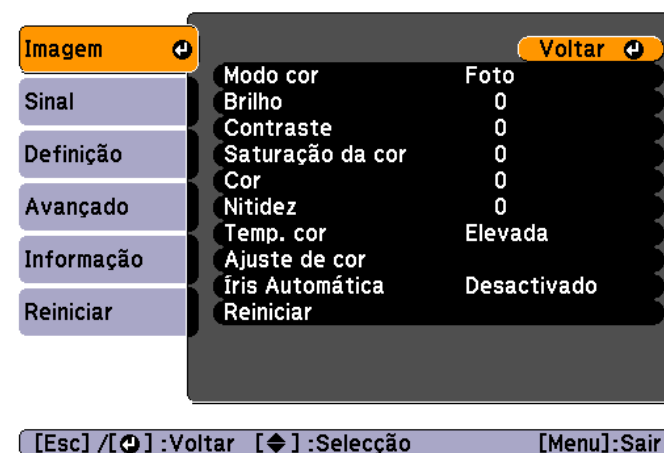 Imagem
Sinal
Definição
Avançado
Informação
Reiniciar
Voltar
Modo cor Foto
Brilho 0
Contraste 0
Saturação da cor 0
Cor 0
Nitidez 0
Temp. cor Elevada
Ajuste de cor
Íris Automática Desactivado
Reiniciar
[Esc] /[ ] :Voltar [ ] :Selecção [Menu]:Sair